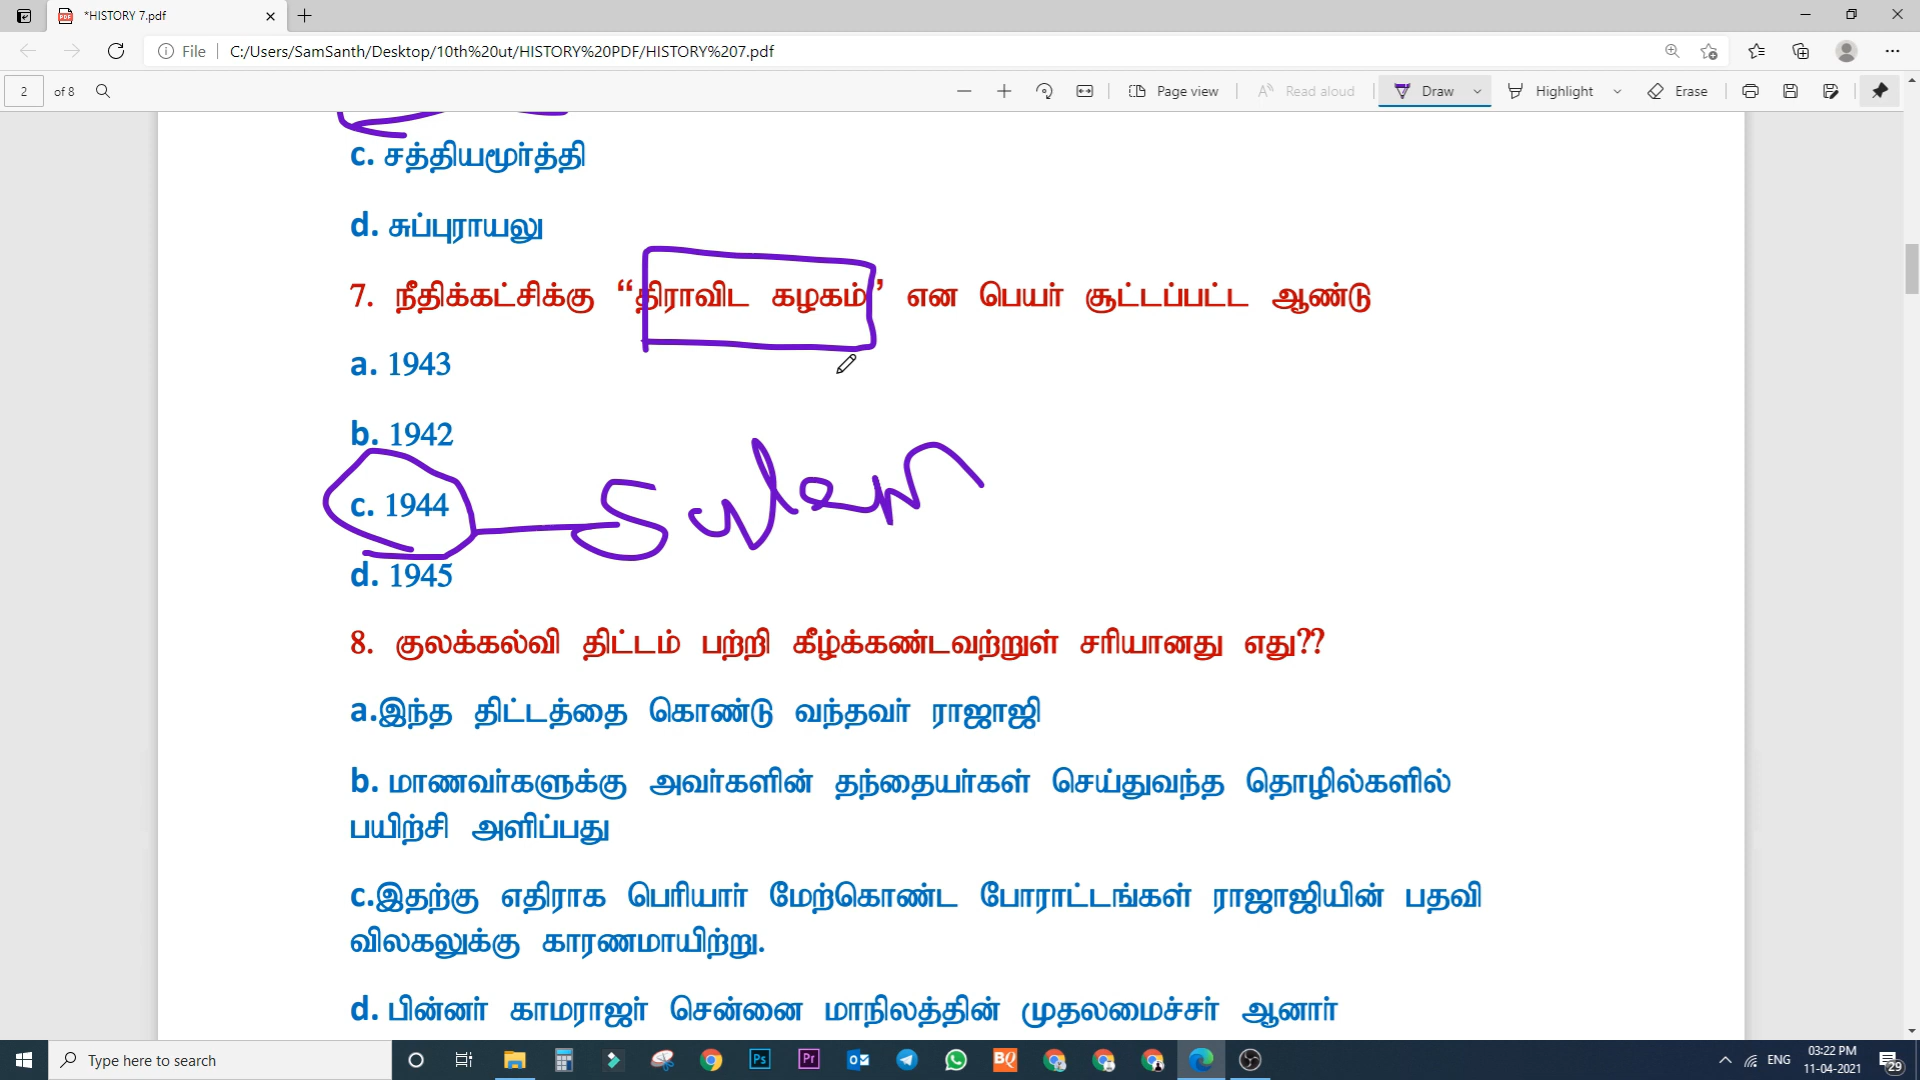 *HISTORY 7.pdf
File C:/Users/SamSanth/Desktop/10th%20ut/HISTORY%20PDF/HISTORY%207.pdf
2 of 8 Page view Read aloud Draw Highlight Erase
c. சத்தியமூர்த்தி
d. சுப்புராயலு
7. நீதிக்கட்சிக்கு “திராவிட கழகம்” என பெயர் சூட்டப்பட்ட ஆண்டு
a. 1943
b. 1942
c. 1944 Salem
d. 1945
8. குலக்கல்வி திட்டம் பற்றி கீழ்க்கண்டவற்றுள் சரியானது எது??
a.இந்த திட்டத்தை கொண்டு வந்தவர் ராஜாஜி
b. மாணவர்களுக்கு அவர்களின் தந்தையர்கள் செய்துவந்த தொழில்களில்
பயிற்சி அளிப்பது
c.இதற்கு எதிராக பெரியார் மேற்கொண்ட போராட்டங்கள் ராஜாஜியின் பதவி
விலகலுக்கு காரணமாயிற்று.
d. பின்னர் காமராஜர் சென்னை மாநிலத்தின் முதலமைச்சர் ஆனார்
Type here to search Ps Pr BQ ENG 03:22 PM
11-04-2021 29